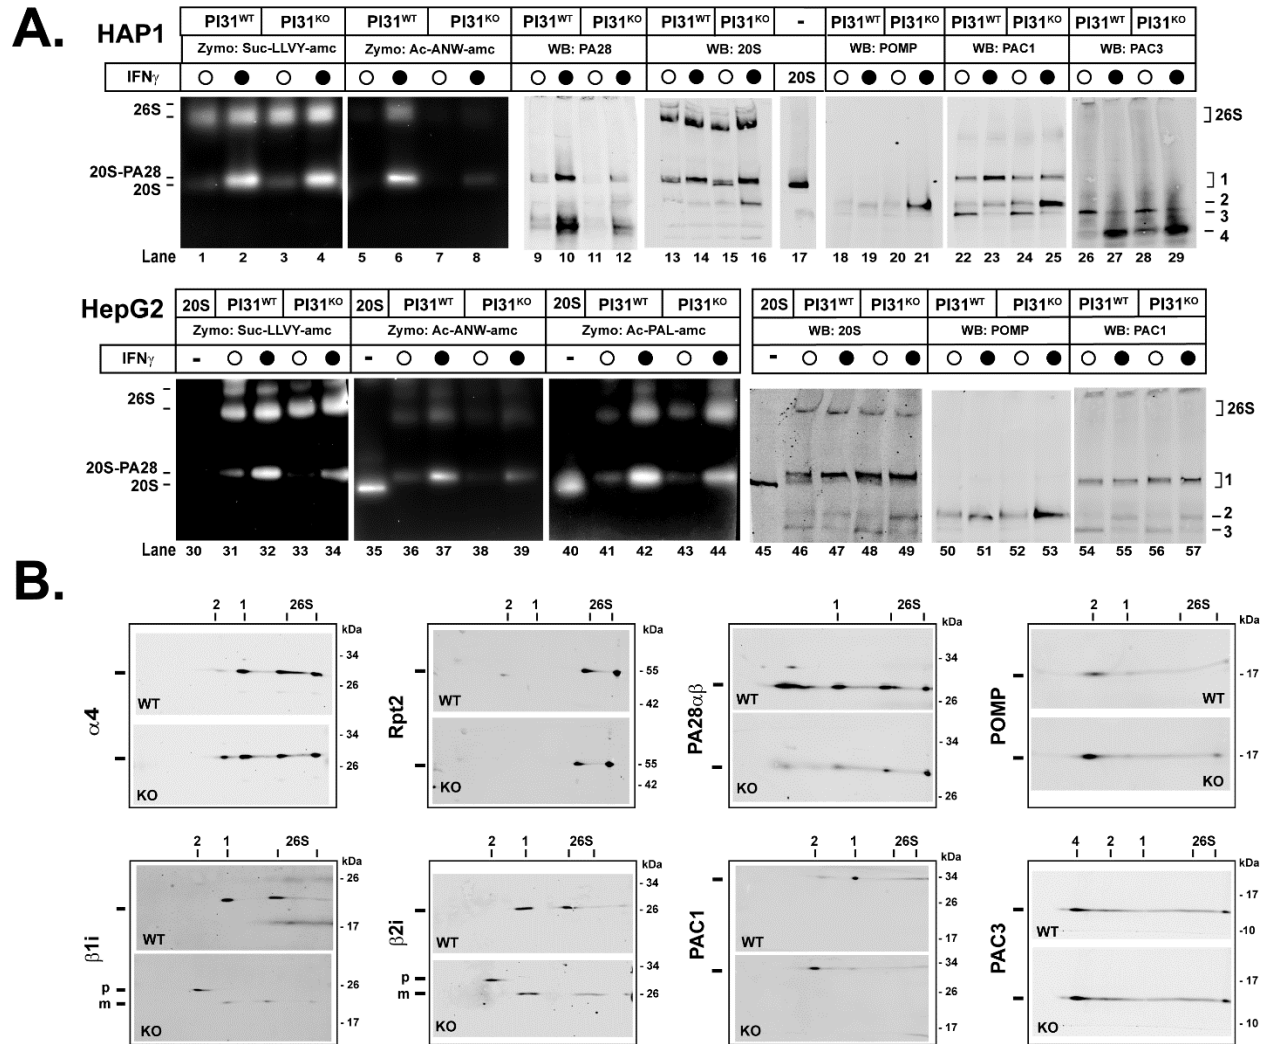 A.
HAP1
PI31WT PI31KO PI31WT PI31KO PI31WT PI31KO PI31WT PI31KO - PI31WT PI31KO PI31WT PI31KO PI31WT PI31KO
Zymo: Suc-LLVY-amc Zymo: Ac-ANW-amc WB: PA28 WB: 20S WB: POMP WB: PAC1 WB: PAC3
IFNγ 20S
26S
20S-PA28
20S
26S
1
2
3
4
Lane 1 2 3 4 5 6 7 8 9 10 11 12 13 14 15 16 17 18 19 20 21 22 23 24 25 26 27 28 29
HepG2
20S PI31WT PI31KO 20S PI31WT PI31KO 20S PI31WT PI31KO 20S PI31WT PI31KO PI31WT PI31KO PI31WT PI31KO
Zymo: Suc-LLVY-amc Zymo: Ac-ANW-amc Zymo: Ac-PAL-amc WB: 20S WB: POMP WB: PAC1
IFNγ - - - -
26S
20S-PA28
20S
26S
1
2
3
Lane 30 31 32 33 34 35 36 37 38 39 40 41 42 43 44 45 46 47 48 49 50 51 52 53 54 55 56 57
B.
2 1 26S
kDa
α4
WT
- 34
- 26
KO
- 34
- 26
2 1 26S
kDa
Rpt2
WT
- 55
- 42
KO
- 55
- 42
1 26S
kDa
PA28αβ
WT
- 34
- 26
KO
- 34
- 26
2 1 26S
kDa
POMP
WT
- 17
KO
- 17
2 1 26S
kDa
β1i
WT
- 26
- 17
p
m
KO
- 26
- 17
2 1 26S
kDa
β2i
WT
- 34
- 26
p
m
KO
- 34
- 26
2 1 26S
kDa
PAC1
WT
- 34
- 26
- 17
KO
- 34
- 26
- 17
4 2 1 26S
kDa
PAC3
WT
- 17
- 10
KO
- 17
- 10